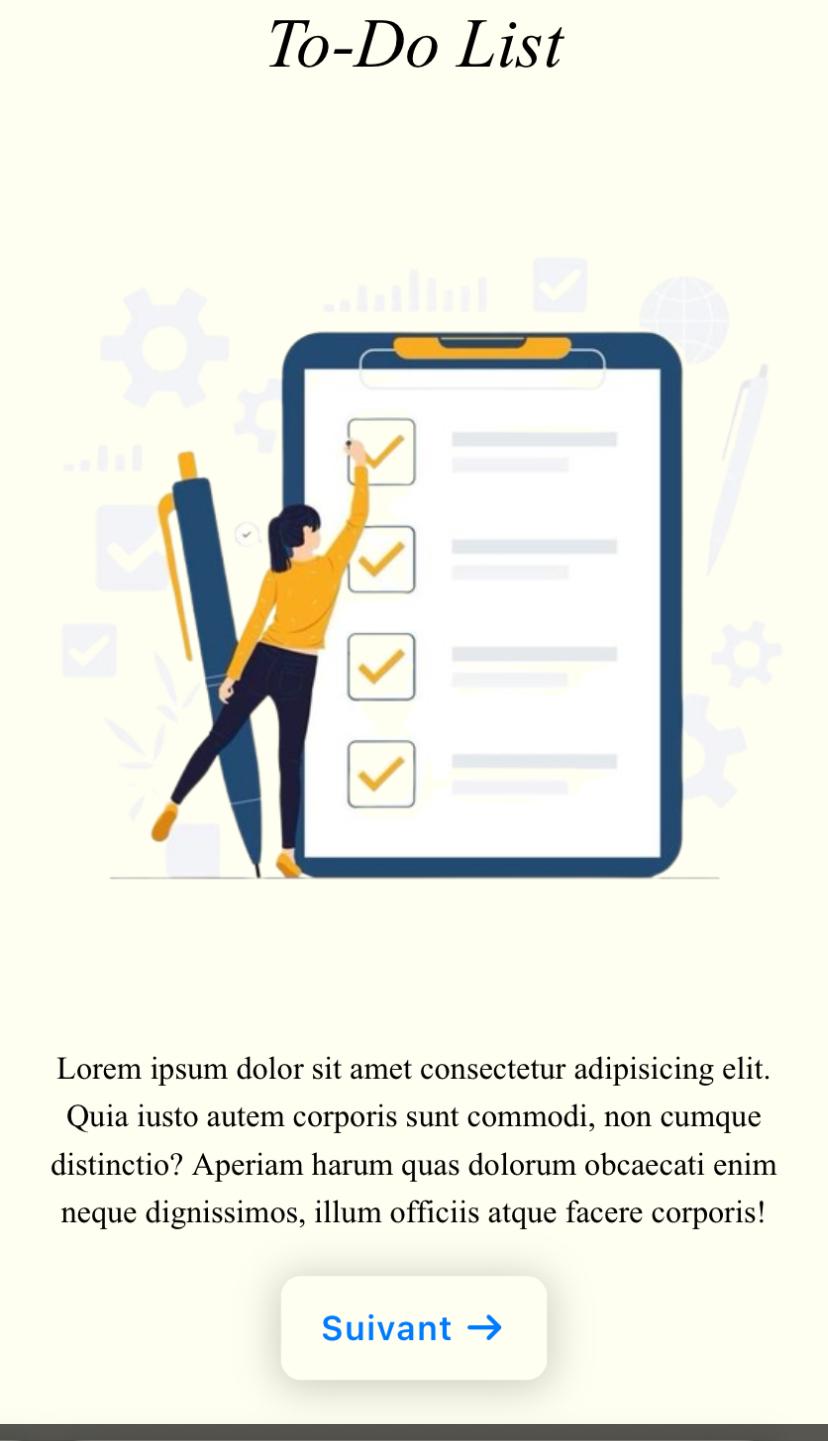 To-Do List
Lorem ipsum dolor sit amet consectetur adipisicing elit.
Quia iusto autem corporis sunt commodi, non cumque
distinctio? Aperiam harum quas dolorum obcaecati enim
neque dignissimos, illum officiis atque facere corporis!
Suivant →